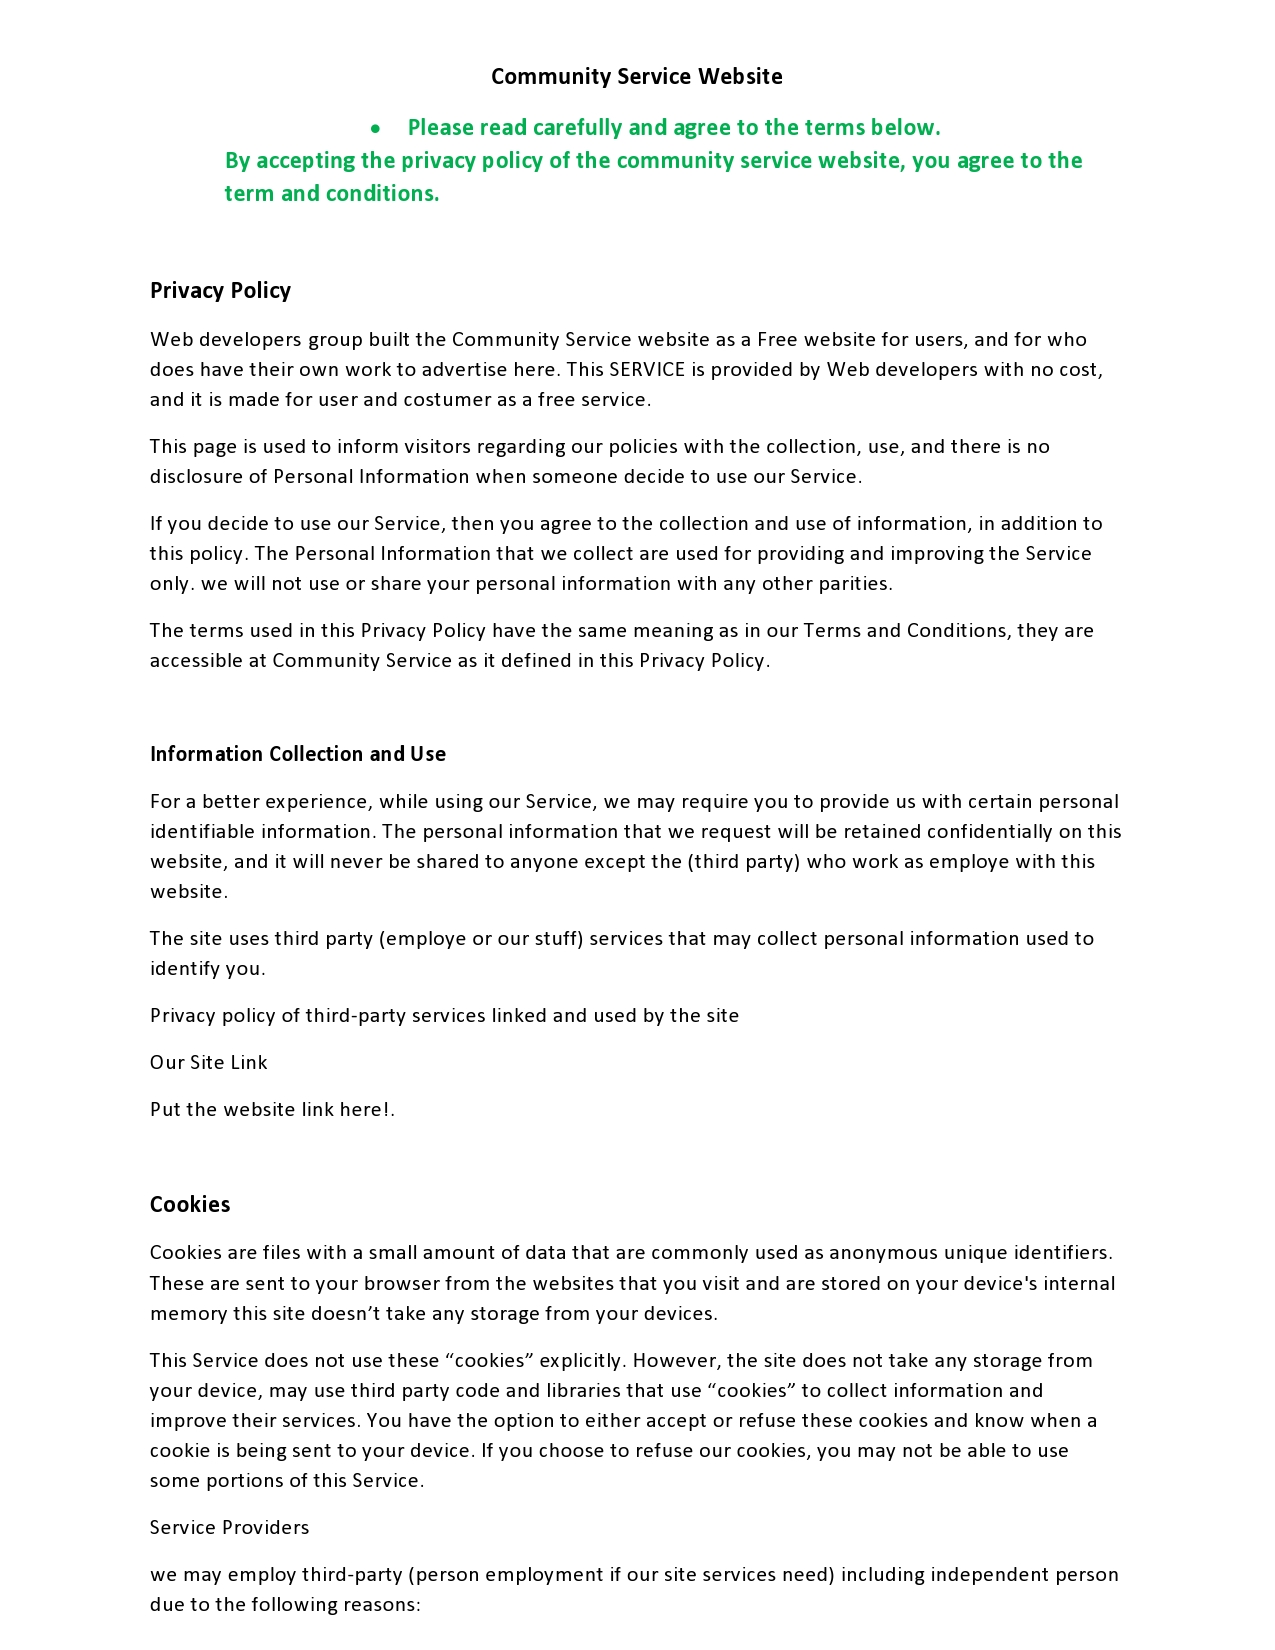 Community Service Website
• Please read carefully and agree to the terms below.
By accepting the privacy policy of the community service website, you agree to the
term and conditions.
Privacy Policy
Web developers group built the Community Service website as a Free website for users, and for who
does have their own work to advertise here. This SERVICE is provided by Web developers with no cost,
and it is made for user and costumer as a free service.
This page is used to inform visitors regarding our policies with the collection, use, and there is no
disclosure of Personal Information when someone decide to use our Service.
If you decide to use our Service, then you agree to the collection and use of information, in addition to
this policy. The Personal Information that we collect are used for providing and improving the Service
only. we will not use or share your personal information with any other parities.
The terms used in this Privacy Policy have the same meaning as in our Terms and Conditions, they are
accessible at Community Service as it defined in this Privacy Policy.
Information Collection and Use
For a better experience, while using our Service, we may require you to provide us with certain personal
identifiable information. The personal information that we request will be retained confidentially on this
website, and it will never be shared to anyone except the (third party) who work as employe with this
website.
The site uses third party (employe or our stuff) services that may collect personal information used to
identify you.
Privacy policy of third-party services linked and used by the site
Our Site Link
Put the website link here!.
Cookies
Cookies are files with a small amount of data that are commonly used as anonymous unique identifiers.
These are sent to your browser from the websites that you visit and are stored on your device's internal
memory this site doesn’t take any storage from your devices.
This Service does not use these “cookies” explicitly. However, the site does not take any storage from
your device, may use third party code and libraries that use “cookies” to collect information and
improve their services. You have the option to either accept or refuse these cookies and know when a
cookie is being sent to your device. If you choose to refuse our cookies, you may not be able to use
some portions of this Service.
Service Providers
we may employ third-party (person employment if our site services need) including independent person
due to the following reasons: